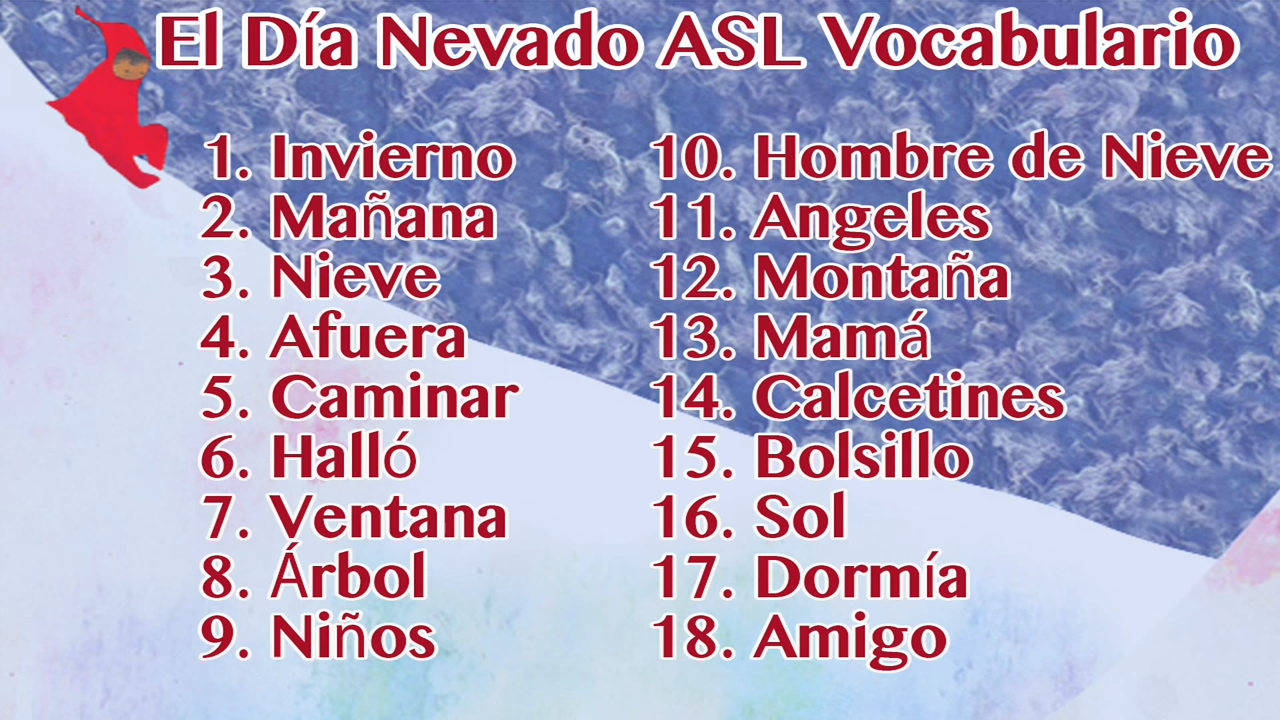 El Día Nevado ASL Vocabulario
1. Invierno
2. Mañana
3. Nieve
4. Afuera
5. Caminar
6. Halló
7. Ventana
8. Árbol
9. Niños
10. Hombre de Nieve
11. Angeles
12. Montaña
13. Mamá
14. Calcetines
15. Bolsillo
16. Sol
17. Dormía
18. Amigo